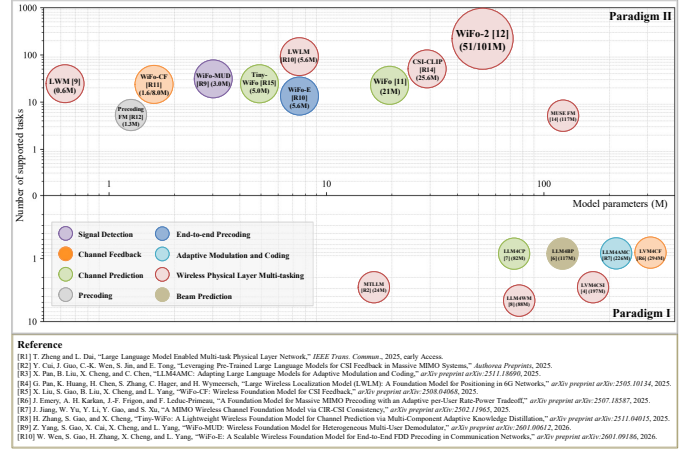 1000
Paradigm II
WiFo-2 [12]
(51/101M)
LWLM
[R10] (5.6M)
CSI-CLIP
[R14]
(25.6M)
100
LWM [9]
(0.6M)
WiFo-CF
[R11]
(1.6/8.0M)
WiFo-MUD
[R9] (3.0M)
Tiny-
WiFo [R15]
(5.0M)
WiFo-E
[R10]
(5.6M)
WiFo [11]
(21M)
Precoding
FM [R12]
(1.3M)
MUSE FM
[14] (117M)
10
1
0
Number of supported tasks
1
10
100
Model parameters (M)
Signal Detection
End-to-end Precoding
Channel Feedback
Adaptive Modulation and Coding
Channel Prediction
Wireless Physical Layer Multi-tasking
Precoding
Beam Prediction
LLM4CP
[7] (82M)
LLM4BP
[6] (117M)
LLM4AMC
[R7] (226M)
LVM4CF
[R6] (294M)
1
MTLLM
[R2] (24M)
LLM4WM
[8] (88M)
LVM4CSI
[4] (197M)
Paradigm I
10
Reference
[R1] T. Zheng and L. Dai, "Large Language Model Enabled Multi-task Physical Layer Network," IEEE Trans. Commun., 2025, early Access.
[R2] Y. Cui, J. Guo, C.-K. Wen, S. Jin, and E. Tong, "Leveraging Pre-Trained Large Language Models for CSI Feedback in Massive MIMO Systems," Authorea Preprints, 2025.
[R3] X. Pan, B. Liu, X. Cheng, and C. Chen, "LLM4AMC: Adapting Large Language Models for Adaptive Modulation and Coding," arXiv preprint arXiv:2511.18690, 2025.
[R4] G. Pan, K. Huang, H. Chen, S. Zhang, C. Hager, and H. Wymeersch, "Large Wireless Localization Model (LWLM): A Foundation Model for Positioning in 6G Networks," arXiv preprint arXiv:2505.10134, 2025.
[R5] X. Liu, S. Gao, B. Liu, X. Cheng, and L. Yang, "WiFo-CF: Wireless Foundation Model for CSI Feedback," arXiv preprint arXiv:2508.04068, 2025.
[R6] J. Emery, A. H. Karkan, J.-F. Frigon, and F. Leduc-Primeau, "A Foundation Model for Massive MIMO Precoding with an Adaptive per-User Rate-Power Tradeoff," arXiv preprint arXiv:2507.18587, 2025.
[R7] J. Jiang, W. Yu, Y. Li, Y. Gao, and S. Xu, "A MIMO Wireless Channel Foundation Model via CIR-CSI Consistency," arXiv preprint arXiv:2502.11965, 2025.
[R8] H. Zhang, S. Gao, and X. Cheng, "Tiny-WiFo: A Lightweight Wireless Foundation Model for Channel Prediction via Multi-Component Adaptive Knowledge Distillation," arXiv preprint arXiv:2511.04015, 2025.
[R9] Z. Yang, S. Gao, X. Cai, X. Cheng, and L. Yang, "WiFo-MUD: Wireless Foundation Model for Heterogeneous Multi-User Demodulator," arXiv preprint arXiv:2601.00612, 2026.
[R10] W. Wen, S. Gao, H. Zhang, X. Cheng, and L. Yang, "WiFo-E: A Scalable Wireless Foundation Model for End-to-End FDD Precoding in Communication Networks," arXiv preprint arXiv:2601.09186, 2026.